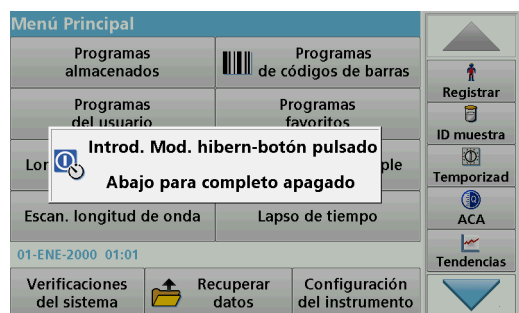 Menú Principal
Programas
almacenados
Programas
de códigos de barras
Programas
del usuario
Programas
favoritos
Introd. Mod. hibern-botón pulsado
Abajo para completo apagado
Lon
ple
Escan. longitud de onda
Lapso de tiempo
01-ENE-2000 01:01
Verificaciones
del sistema
Recuperar
datos
Configuración
del instrumento
Registrar
ID muestra
Temporizad
ACA
Tendencias